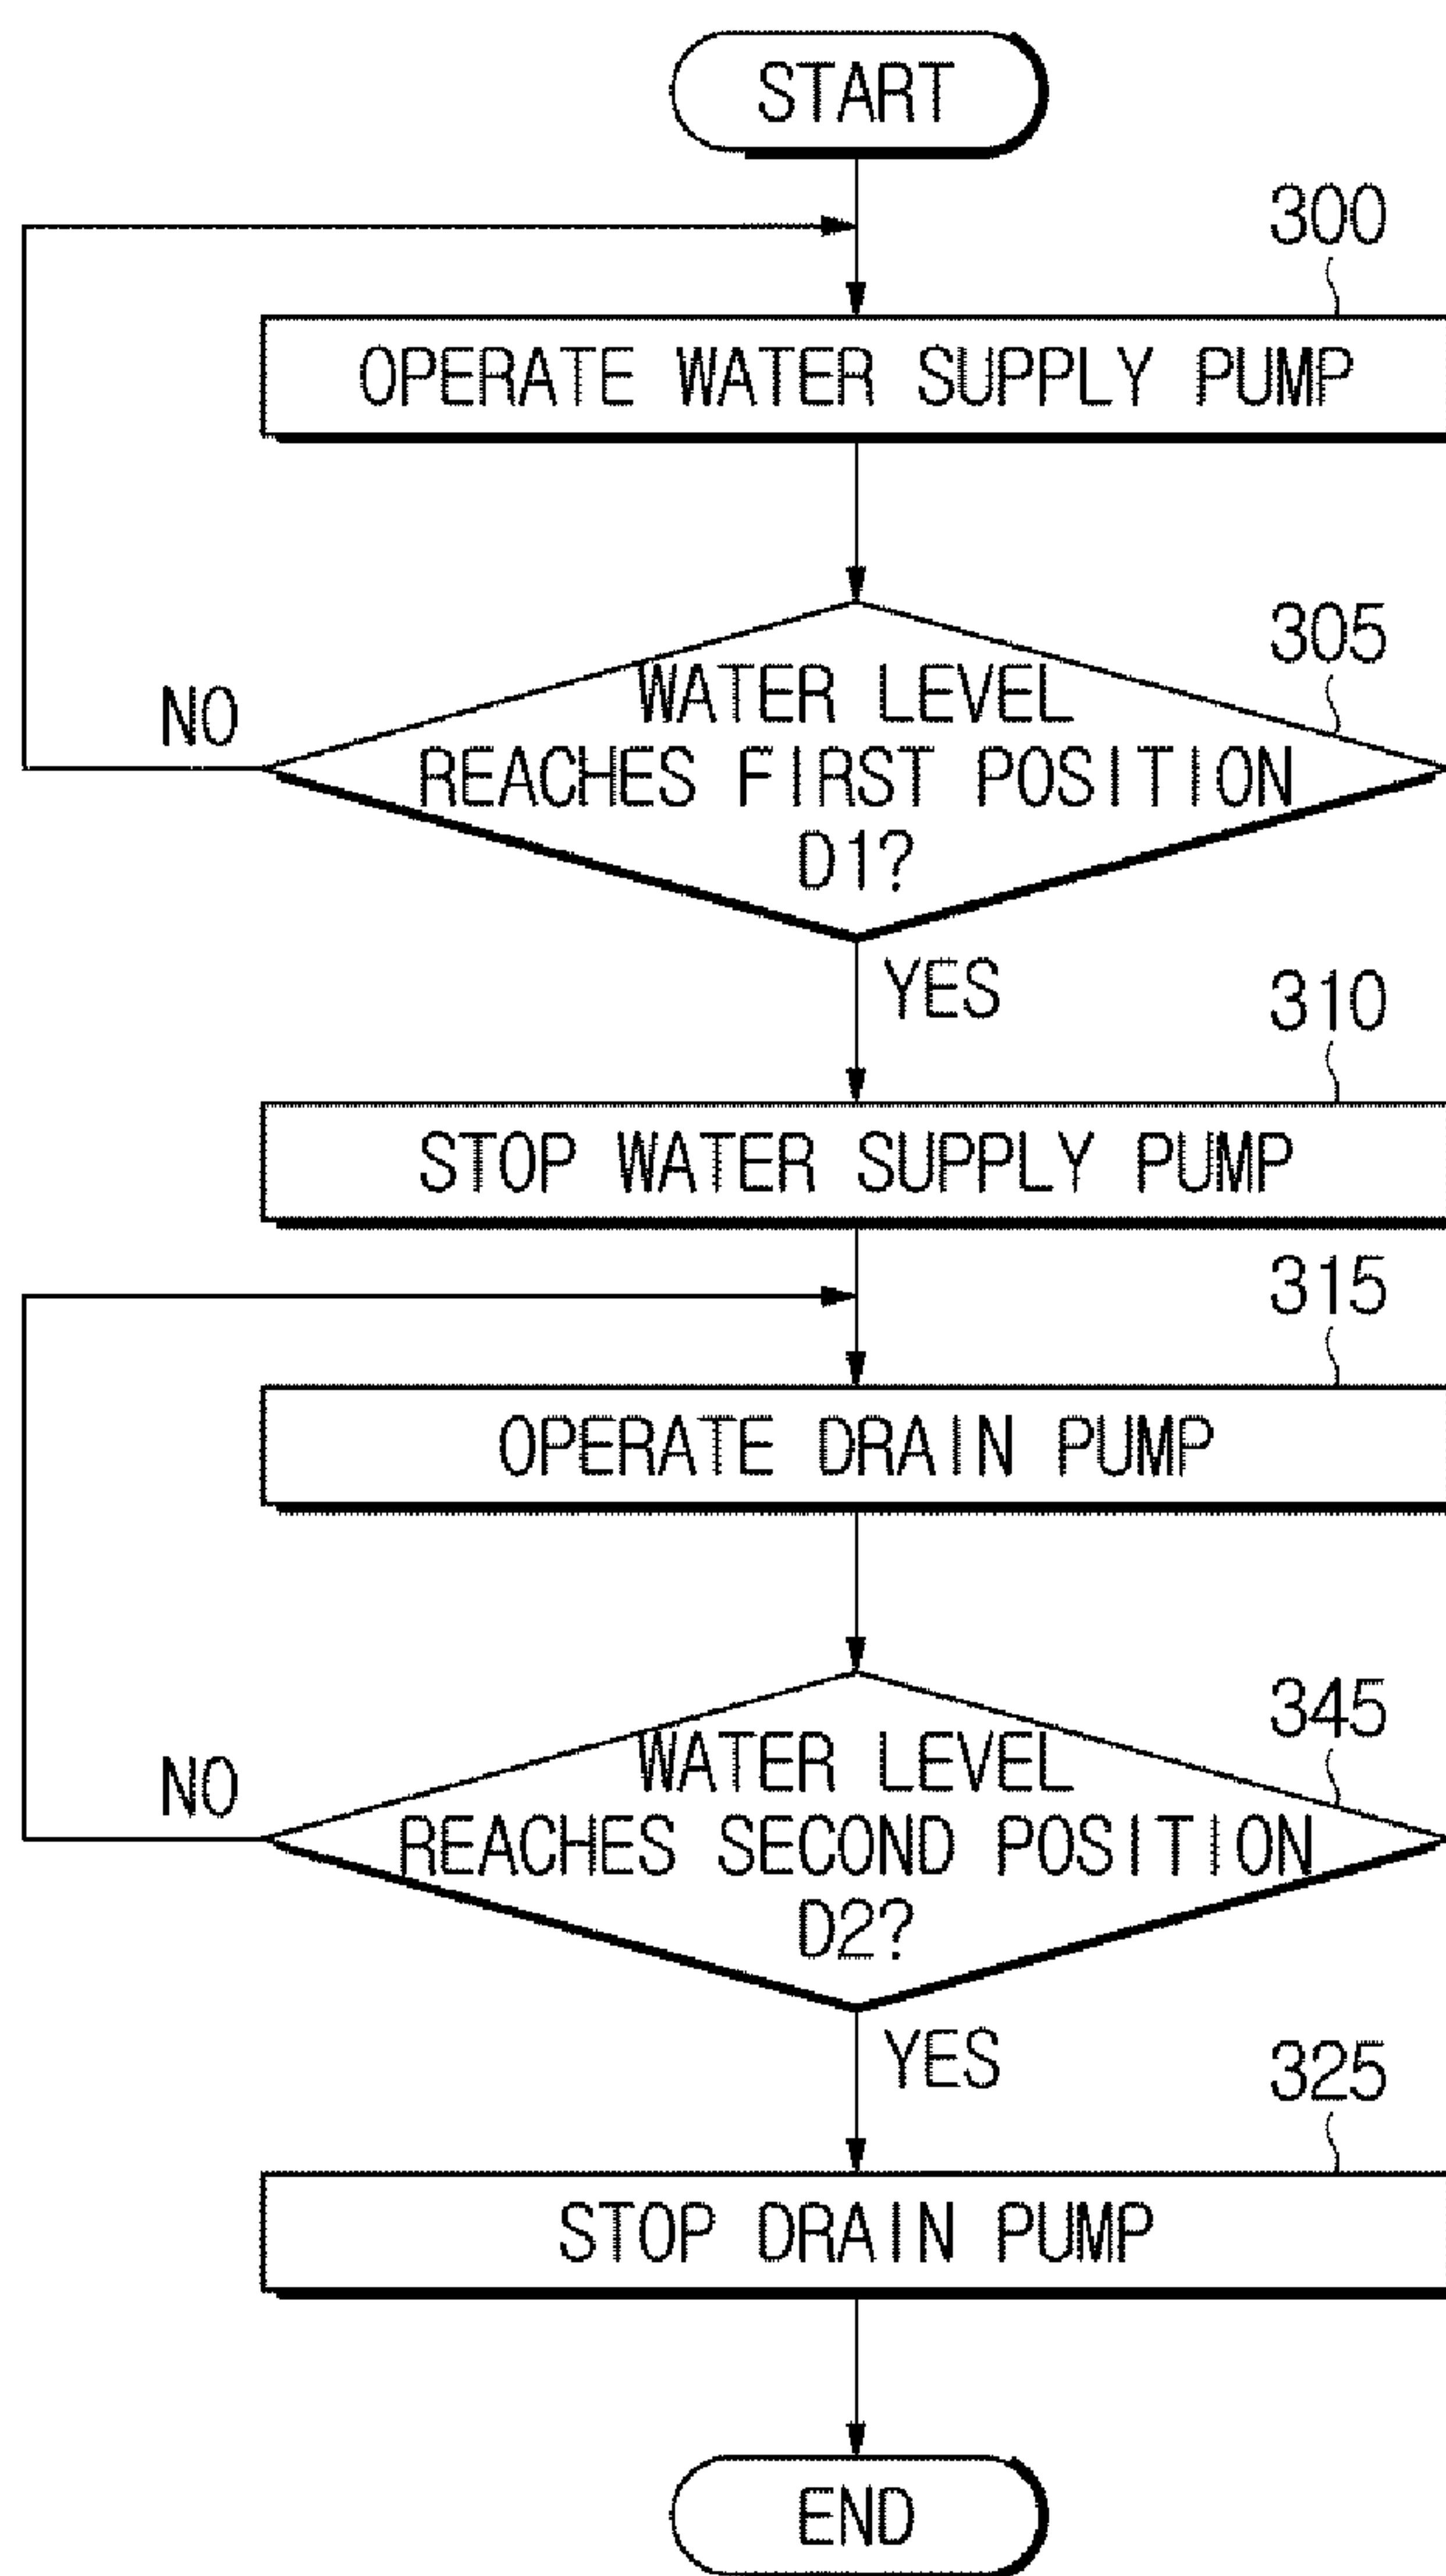 START
300
OPERATE WATER SUPPLY PUMP
305
WATER LEVEL
REACHES FIRST POSITION
D1?
NO
YES
310
STOP WATER SUPPLY PUMP
315
OPERATE DRAIN PUMP
345
WATER LEVEL
REACHES SECOND POSITION
D2?
NO
YES
325
STOP DRAIN PUMP
END